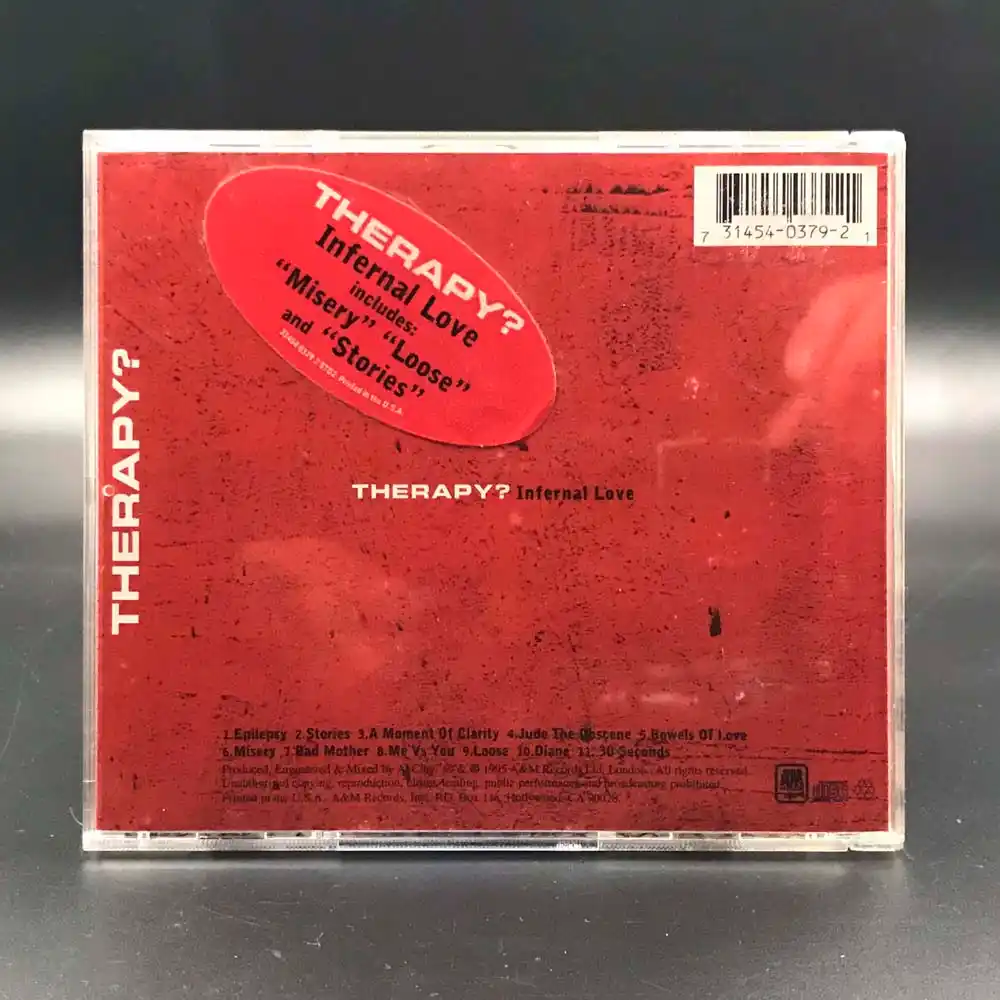 THERAPY?
Infernal Love
includes:
“Misery” “Loose”
and “Stories”
31454 0379 2
Printed in the U.S.A.
7 31454-0379-2 1
THERAPY?
THERAPY? Infernal Love
1.Epilepsy 2.Stories 3.A Moment Of Clarity 4.Jude The Obscene 5.Bowels Of Love
6.Misery 7.Bad Mother 8.Me Vs You 9.Loose 10.Diane 11.30 Seconds
Produced, Engineered & Mixed by Al Clay. ℗ & © 1995 A&M Records Ltd, London. All rights reserved.
Unauthorised copying, reproduction, hiring, lending, public performance and broadcasting prohibited.
Printed in the U.S.A. A&M Records, Inc., P.O. Box 118, Hollywood, CA 90028.
A&M